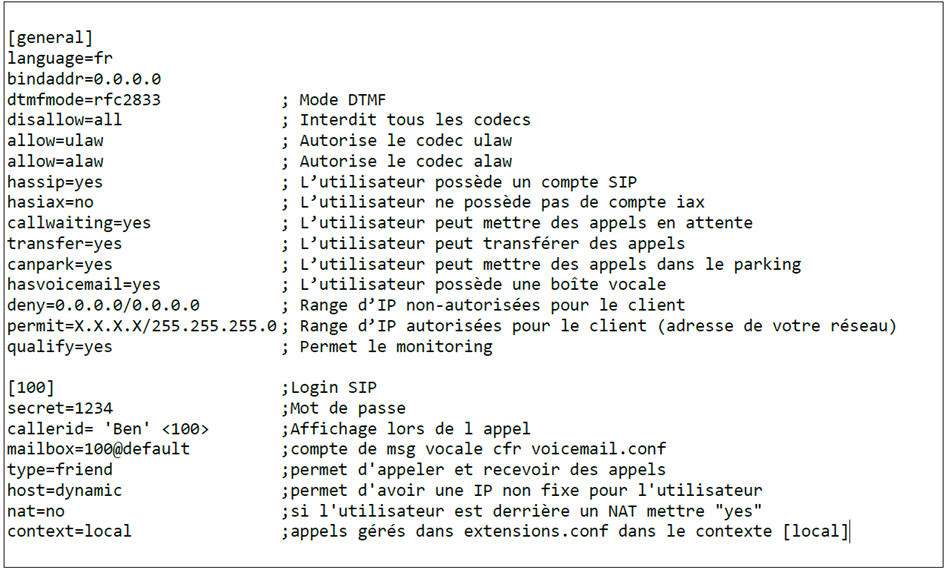 [general]
language=fr
bindaddr=0.0.0.0
dtmfmode=rfc2833 ; Mode DTMF
disallow=all ; Interdit tous les codecs
allow=ulaw ; Autorise le codec ulaw
allow=alaw ; Autorise le codec alaw
hassip=yes ; L’utilisateur possède un compte SIP
hasiax=no ; L’utilisateur ne possède pas de compte iax
callwaiting=yes ; L’utilisateur peut mettre des appels en attente
transfer=yes ; L’utilisateur peut transférer des appels
canpark=yes ; L’utilisateur peut mettre des appels dans le parking
hasvoicemail=yes ; L’utilisateur possède une boîte vocale
deny=0.0.0.0/0.0.0.0 ; Range d’IP non-autorisées pour le client
permit=X.X.X.X/255.255.255.0 ; Range d’IP autorisées pour le client (adresse de votre réseau)
qualify=yes ; Permet le monitoring
[100] ;Login SIP
secret=1234 ;Mot de passe
callerid= 'Ben' <100> ;Affichage lors de l appel
mailbox=100@default ;compte de msg vocale cfr voicemail.conf
type=friend ;permet d'appeler et recevoir des appels
host=dynamic ;permet d'avoir une IP non fixe pour l'utilisateur
nat=no ;si l'utilisateur est derrière un NAT mettre "yes"
context=local ;appels gérés dans extensions.conf dans le contexte [local]